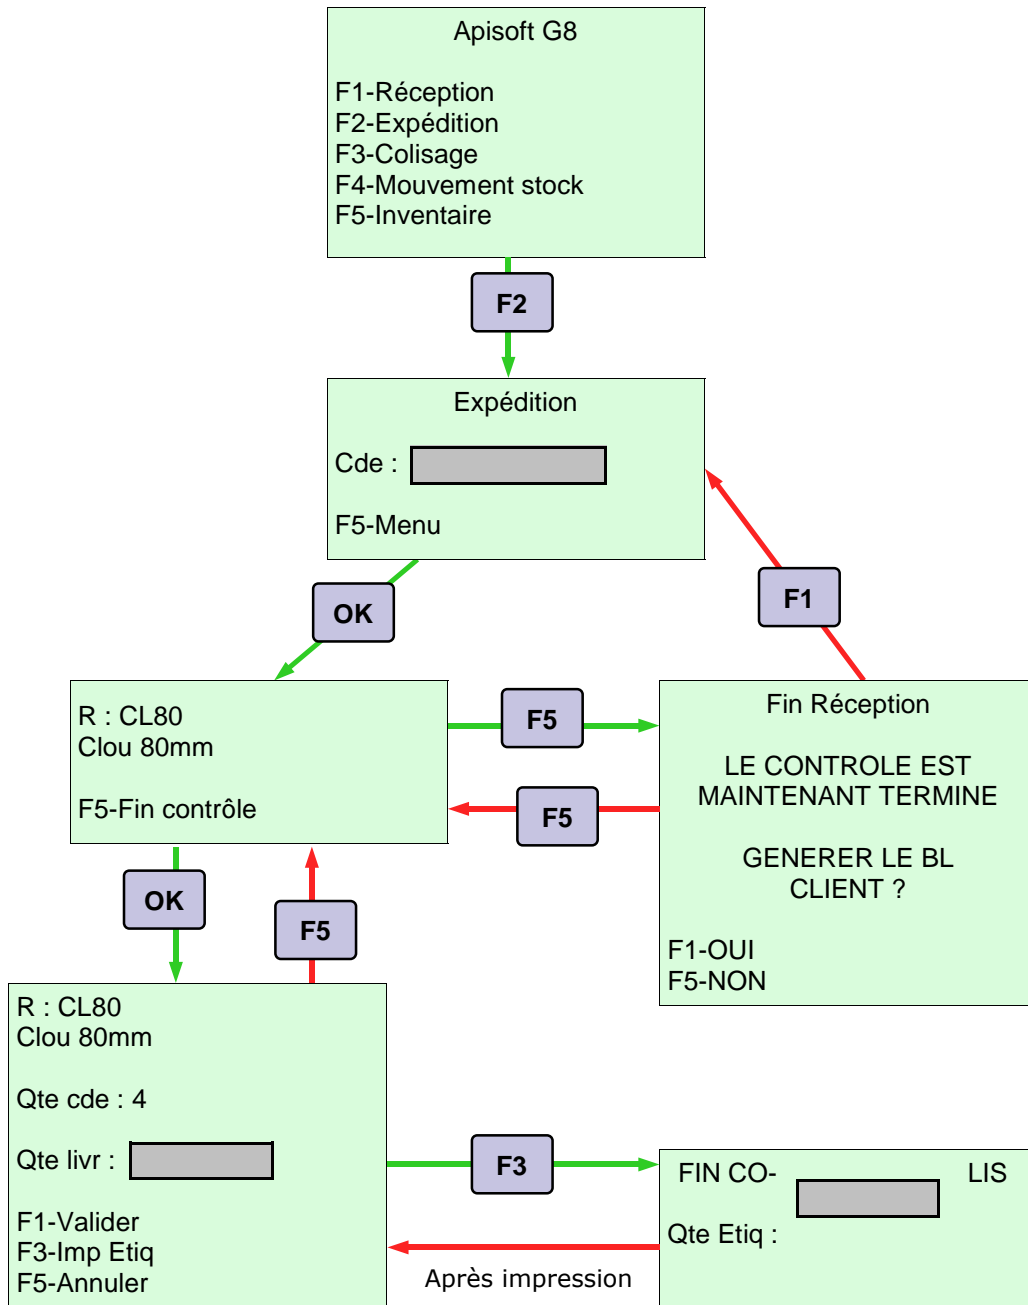 Apisoft G8
F1-Réception
F2-Expédition
F3-Colisage
F4-Mouvement stock
F5-Inventaire
F2
Expédition
Cde :
F5-Menu
OK
F1
R : CL80
Clou 80mm
F5-Fin contrôle
F5
F5
Fin Réception
LE CONTROLE EST
MAINTENANT TERMINE
GENÉRER LE BL
CLIENT ?
F1-OUI
F5-NON
OK
F5
R : CL80
Clou 80mm
Qte cde : 4
Qte livr :
F1-Valider
F3-Imp Etiq
F5-Annuler
F3
FIN CO- LIS
Qte Etiq :
Après impression